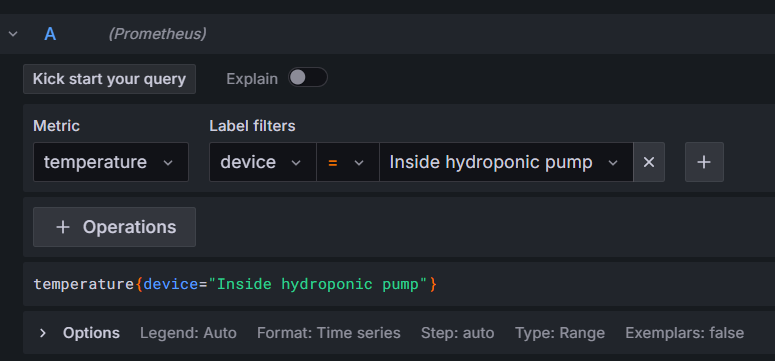 A (Prometheus)
Kick start your query Explain
Metric Label filters
temperature device = Inside hydroponic pump
+ Operations
temperature{device="Inside hydroponic pump"}
Options Legend: Auto Format: Time series Step: auto Type: Range Exemplars: false